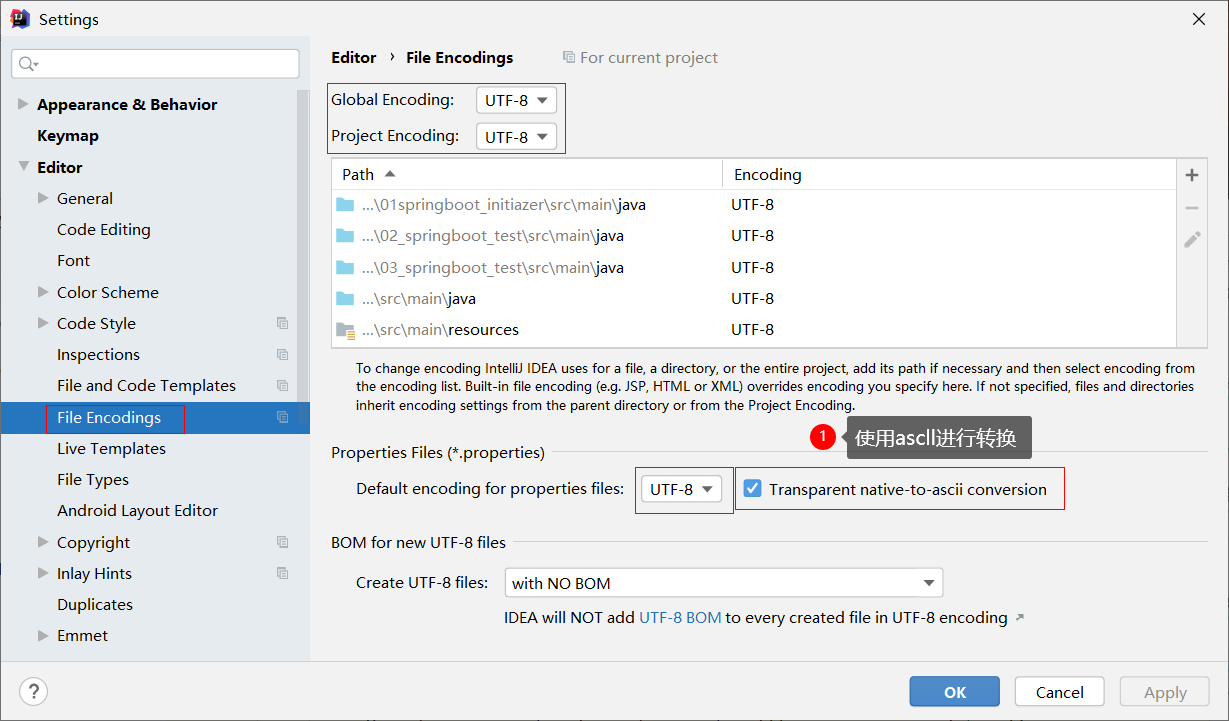 Settings
Editor › File Encodings For current project
Appearance & Behavior
Keymap
Editor
General
Code Editing
Font
Color Scheme
Code Style
Inspections
File and Code Templates
File Encodings
Live Templates
File Types
Android Layout Editor
Copyright
Inlay Hints
Duplicates
Emmet
Global Encoding: UTF-8
Project Encoding: UTF-8
Path Encoding
...\01springboot_initiazer\src\main\java UTF-8
...\02_springboot_test\src\main\java UTF-8
...\03_springboot_test\src\main\java UTF-8
...\src\main\java UTF-8
...\src\main\resources UTF-8
To change encoding IntelliJ IDEA uses for a file, a directory, or the entire project, add its path if necessary and then select encoding from
the encoding list. Built-in file encoding (e.g. JSP, HTML or XML) overrides encoding you specify here. If not specified, files and directories
inherit encoding settings from the parent directory or from the Project Encoding.
1 使用ascll进行转换
Properties Files (*.properties)
Default encoding for properties files: UTF-8 Transparent native-to-ascii conversion
BOM for new UTF-8 files
Create UTF-8 files: with NO BOM
IDEA will NOT add UTF-8 BOM to every created file in UTF-8 encoding
? OK Cancel Apply